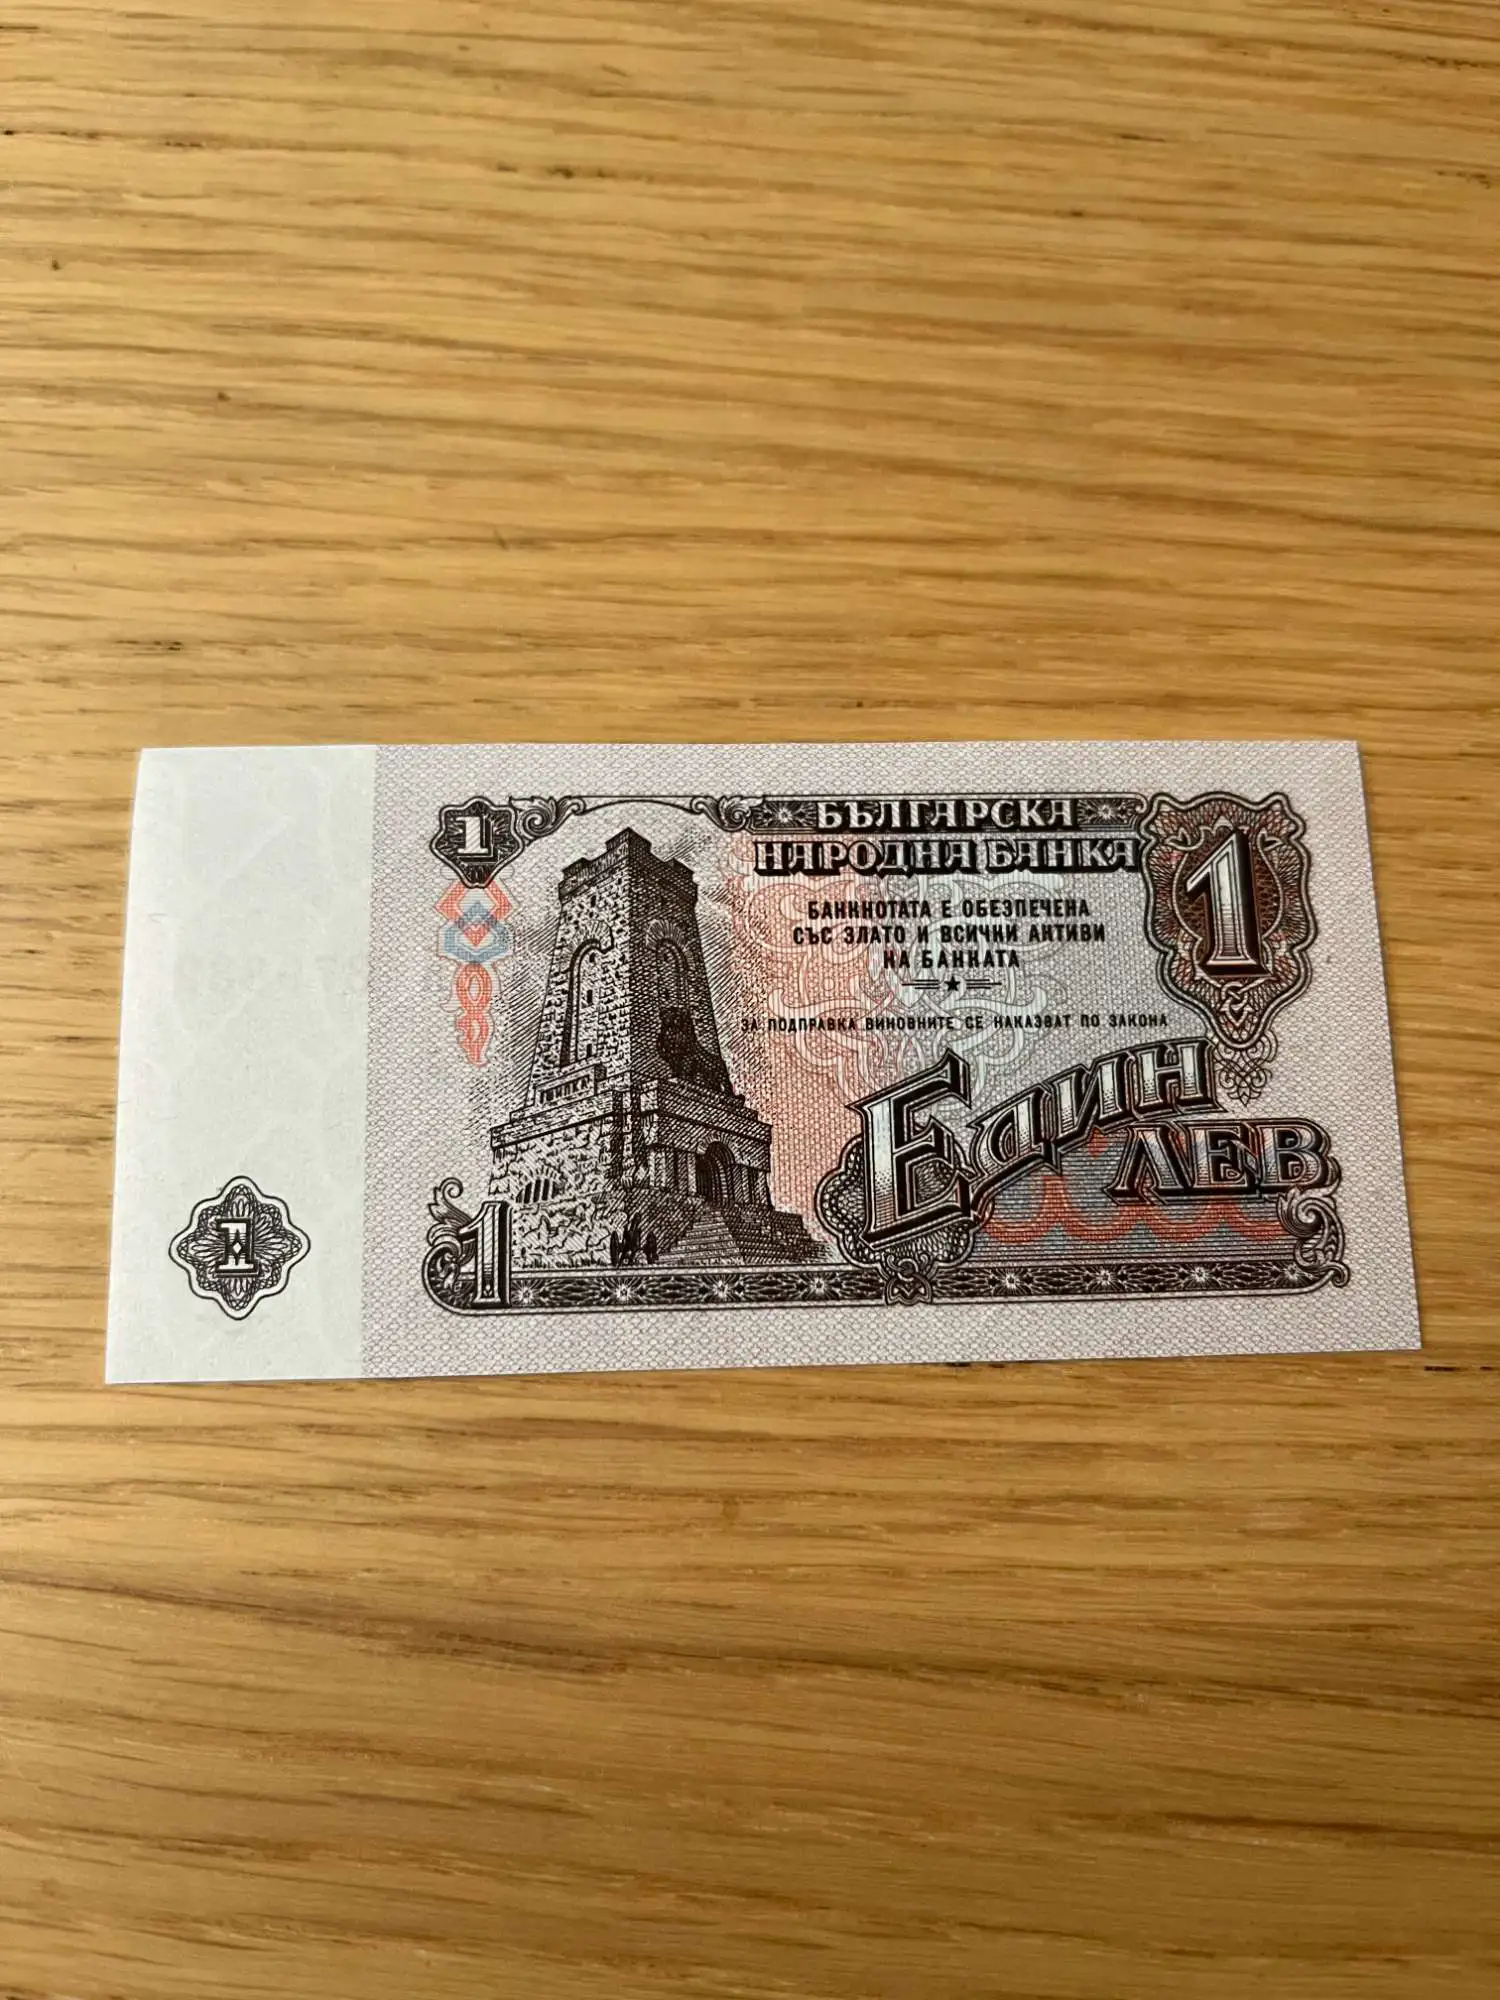 1
БЪЛГАРСКА
НАРОДНА БАНКА
1
БАНКНОТАТА Е ОБЕЗПЕЧЕНА
СЪС ЗЛАТО И ВСИЧКИ АКТИВИ
НА БАНКАТА
ЗА ПОДПРАВКА ВИНОВНИТЕ СЕ НАКАЗВАТ ПО ЗАКОНА
ЕДИН
ЛЕВ
1
1